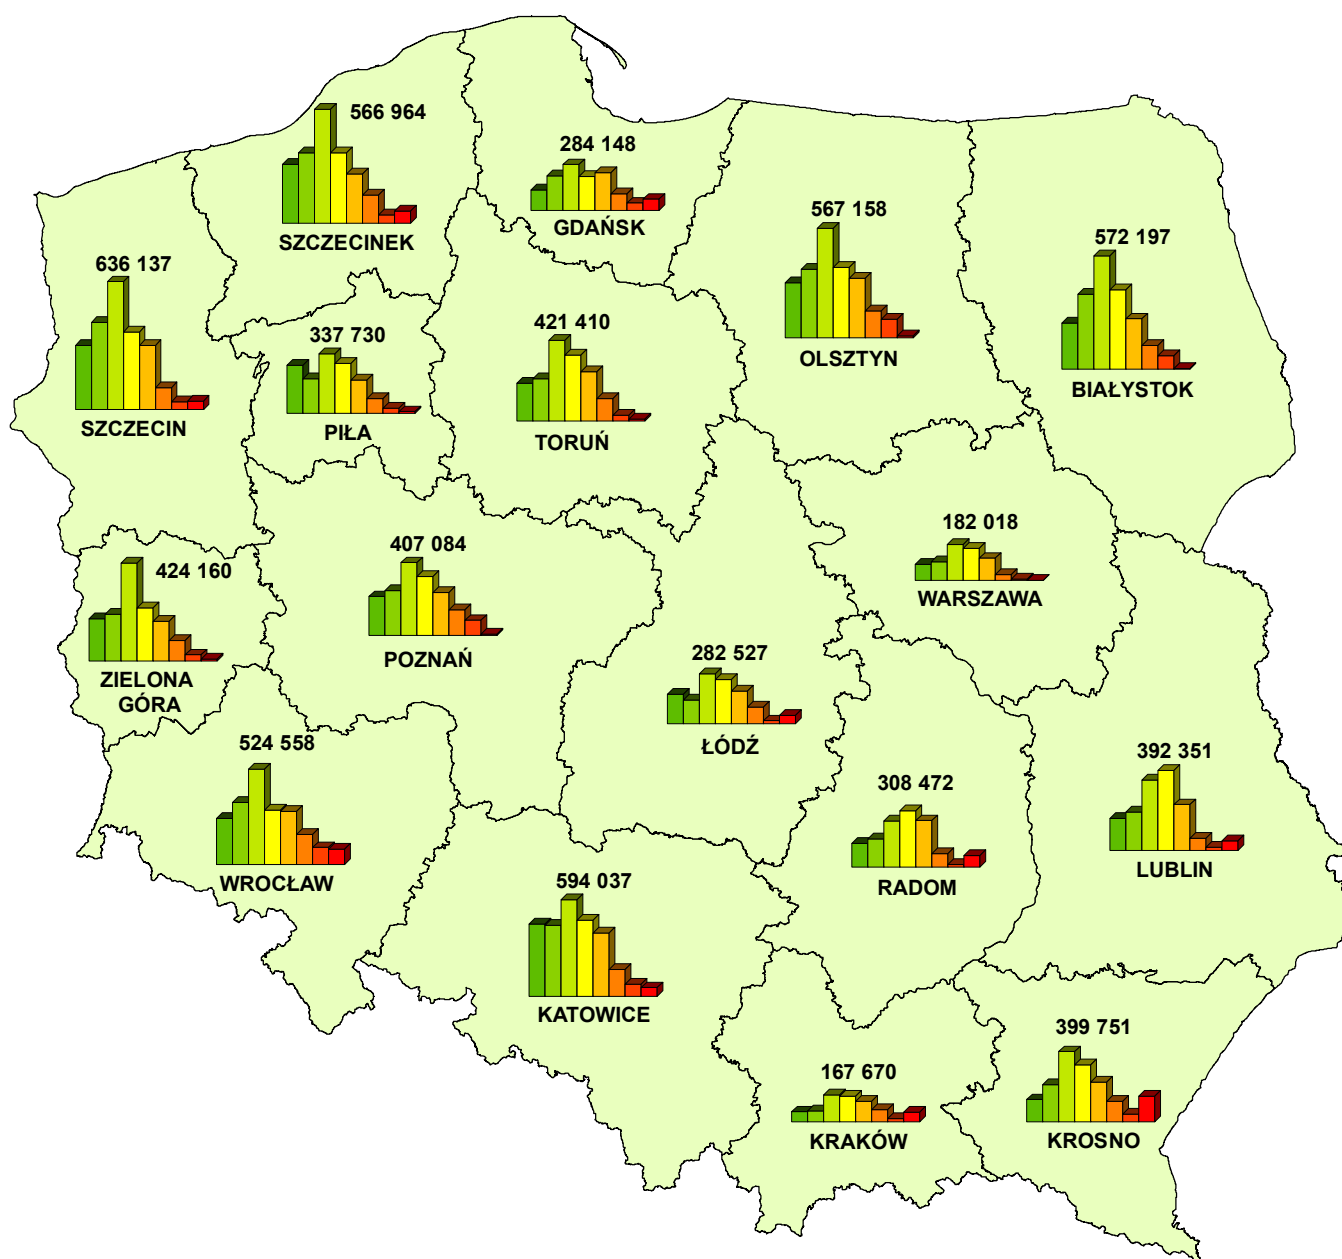 566 964
SZCZECINEK
284 148
GDAŃSK
567 158
OLSZTYN
572 197
BIAŁYSTOK
636 137
SZCZECIN
337 730
PIŁA
421 410
TORUŃ
182 018
WARSZAWA
424 160
ZIELONA
GÓRA
407 084
POZNAŃ
282 527
ŁÓDŹ
524 558
WROCŁAW
308 472
RADOM
392 351
LUBLIN
594 037
KATOWICE
167 670
KRAKÓW
399 751
KROSNO